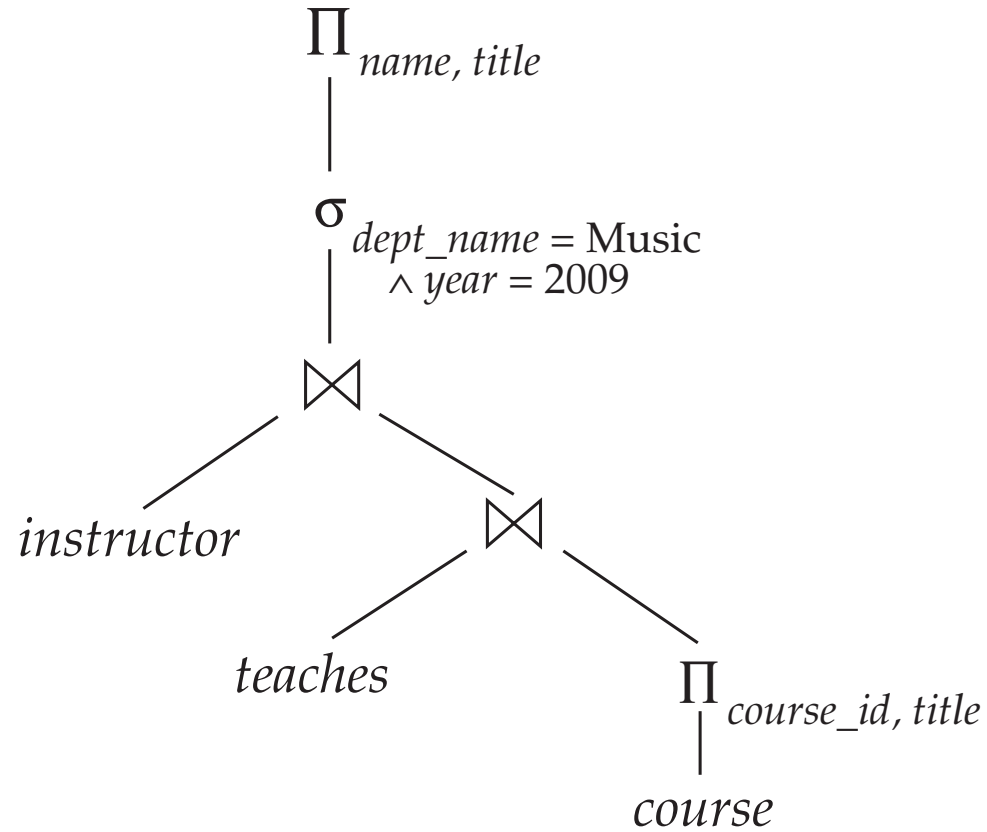 Π name, title
σ dept_name = Music
∧ year = 2009
⋈
instructor
⋈
teaches
Π course_id, title
course